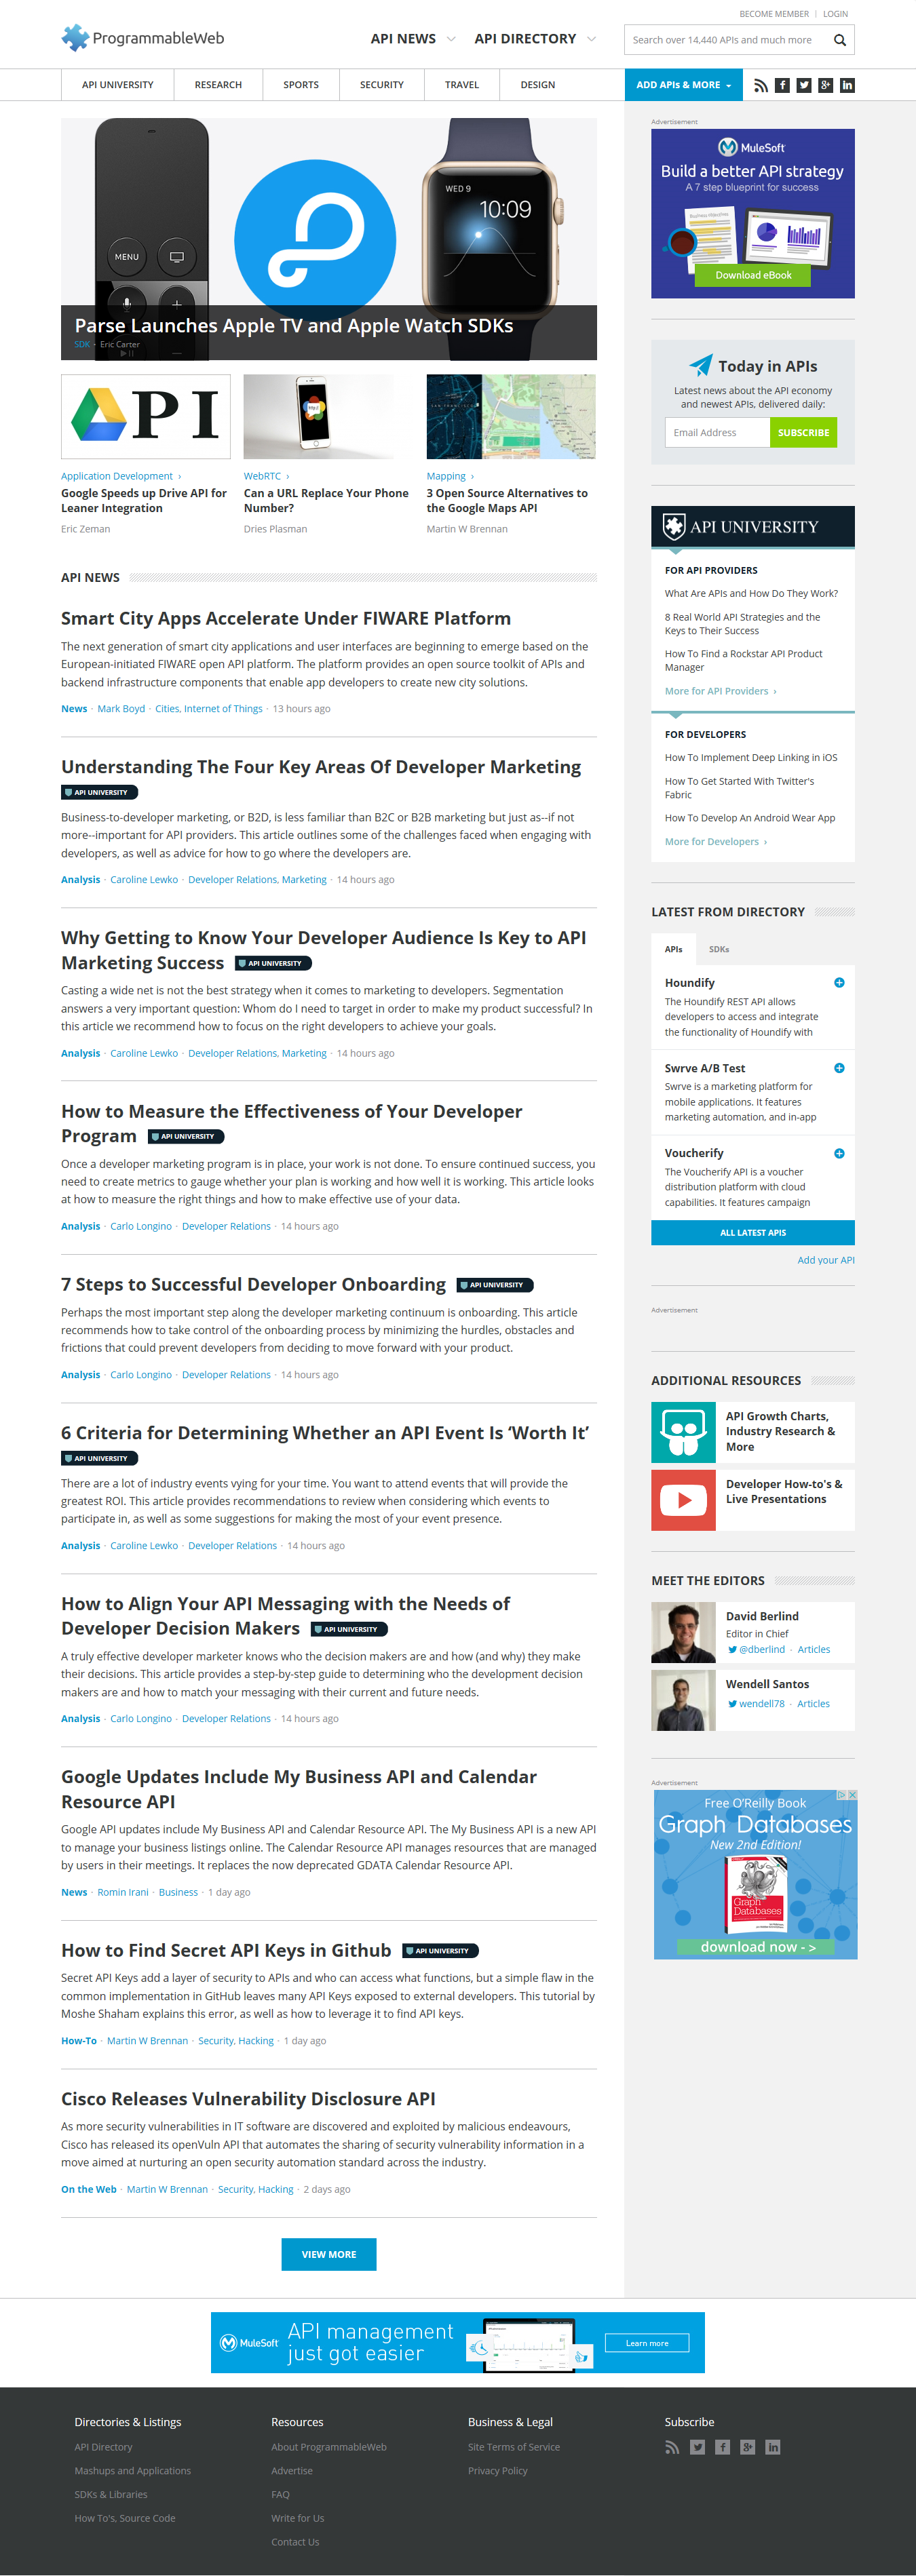 BECOME MEMBER | LOGIN
ProgrammableWeb
API NEWS
API DIRECTORY
Search over 14,440 APIs and much more
API UNIVERSITY
RESEARCH
SPORTS
SECURITY
TRAVEL
DESIGN
ADD APIs & MORE
MENU
WED 9
10:09
Parse Launches Apple TV and Apple Watch SDKs
SDK - Eric Carter
PI
Application Development ›
Google Speeds up Drive API for
Leaner Integration
Eric Zeman
WebRTC ›
Can a URL Replace Your Phone
Number?
Dries Plasman
Mapping ›
3 Open Source Alternatives to
the Google Maps API
Martin W Brennan
API NEWS
Smart City Apps Accelerate Under FIWARE Platform
The next generation of smart city applications and user interfaces are beginning to emerge based on the
European-initiated FIWARE open API platform. The platform provides an open source toolkit of APIs and
backend infrastructure components that enable app developers to create new city solutions.
News · Mark Boyd · Cities, Internet of Things · 13 hours ago
Understanding The Four Key Areas Of Developer Marketing
API UNIVERSITY
Business-to-developer marketing, or B2D, is less familiar than B2C or B2B marketing but just as--if not
more--important for API providers. This article outlines some of the challenges faced when engaging with
developers, as well as advice for how to go where the developers are.
Analysis · Caroline Lewko · Developer Relations, Marketing · 14 hours ago
Why Getting to Know Your Developer Audience Is Key to API
Marketing Success API UNIVERSITY
Casting a wide net is not the best strategy when it comes to marketing to developers. Segmentation
answers a very important question: Whom do I need to target in order to make my product successful? In
this article we recommend how to focus on the right developers to achieve your goals.
Analysis · Caroline Lewko · Developer Relations, Marketing · 14 hours ago
How to Measure the Effectiveness of Your Developer
Program API UNIVERSITY
Once a developer marketing program is in place, your work is not done. To ensure continued success, you
need to create metrics to gauge whether your plan is working and how well it is working. This article looks
at how to measure the right things and how to make effective use of your data.
Analysis · Carlo Longino · Developer Relations · 14 hours ago
7 Steps to Successful Developer Onboarding API UNIVERSITY
Perhaps the most important step along the developer marketing continuum is onboarding. This article
recommends how to take control of the onboarding process by minimizing the hurdles, obstacles and
frictions that could prevent developers from deciding to move forward with your product.
Analysis · Carlo Longino · Developer Relations · 14 hours ago
6 Criteria for Determining Whether an API Event Is ‘Worth It’
API UNIVERSITY
There are a lot of industry events vying for your time. You want to attend events that will provide the
greatest ROI. This article provides recommendations to review when considering which events to
participate in, as well as some suggestions for making the most of your event presence.
Analysis · Caroline Lewko · Developer Relations · 14 hours ago
How to Align Your API Messaging with the Needs of
Developer Decision Makers API UNIVERSITY
A truly effective developer marketer knows who the decision makers are and how (and why) they make
their decisions. This article provides a step-by-step guide to determining who the development decision
makers are and how to match your messaging with their current and future needs.
Analysis · Carlo Longino · Developer Relations · 14 hours ago
Google Updates Include My Business API and Calendar
Resource API
Google API updates include My Business API and Calendar Resource API. The My Business API is a new API
to manage your business listings online. The Calendar Resource API manages resources that are managed
by users in their meetings. It replaces the now deprecated GDATA Calendar Resource API.
News · Romin Irani · Business · 1 day ago
How to Find Secret API Keys in Github API UNIVERSITY
Secret API Keys add a layer of security to APIs and who can access what functions, but a simple flaw in the
common implementation in GitHub leaves many API Keys exposed to external developers. This tutorial by
Moshe Shaham explains this error, as well as how to leverage it to find API keys.
How-To · Martin W Brennan · Security, Hacking · 1 day ago
Cisco Releases Vulnerability Disclosure API
As more security vulnerabilities in IT software are discovered and exploited by malicious endeavours,
Cisco has released its openVuln API that automates the sharing of security vulnerability information in a
move aimed at nurturing an open security automation standard across the industry.
On the Web · Martin W Brennan · Security, Hacking · 2 days ago
VIEW MORE
Advertisement
MuleSoft
Build a better API strategy
A 7 step blueprint for success
Download eBook
Today in APIs
Latest news about the API economy
and newest APIs, delivered daily:
Email Address
SUBSCRIBE
API UNIVERSITY
FOR API PROVIDERS
What Are APIs and How Do They Work?
8 Real World API Strategies and the
Keys to Their Success
How To Find a Rockstar API Product
Manager
More for API Providers ›
FOR DEVELOPERS
How To Implement Deep Linking in iOS
How To Get Started With Twitter's
Fabric
How To Develop An Android Wear App
More for Developers ›
LATEST FROM DIRECTORY
APIs
SDKs
Houndify
The Houndify REST API allows
developers to access and integrate
the functionality of Houndify with
Swrve A/B Test
Swrve is a marketing platform for
mobile applications. It features
marketing automation, and in-app
Voucherify
The Voucherify API is a voucher
distribution platform with cloud
capabilities. It features campaign
ALL LATEST APIS
Add your API
Advertisement
ADDITIONAL RESOURCES
API Growth Charts,
Industry Research &
More
Developer How-to's &
Live Presentations
MEET THE EDITORS
David Berlind
Editor in Chief
@dberlind · Articles
Wendell Santos
wendell78 · Articles
Advertisement
Free O'Reilly Book
Graph Databases
New 2nd Edition!
Graph
Databases
download now - >
MuleSoft
API management
just got easier
Learn more
Directories & Listings
API Directory
Mashups and Applications
SDKs & Libraries
How To's, Source Code
Resources
About ProgrammableWeb
Advertise
FAQ
Write for Us
Contact Us
Business & Legal
Site Terms of Service
Privacy Policy
Subscribe